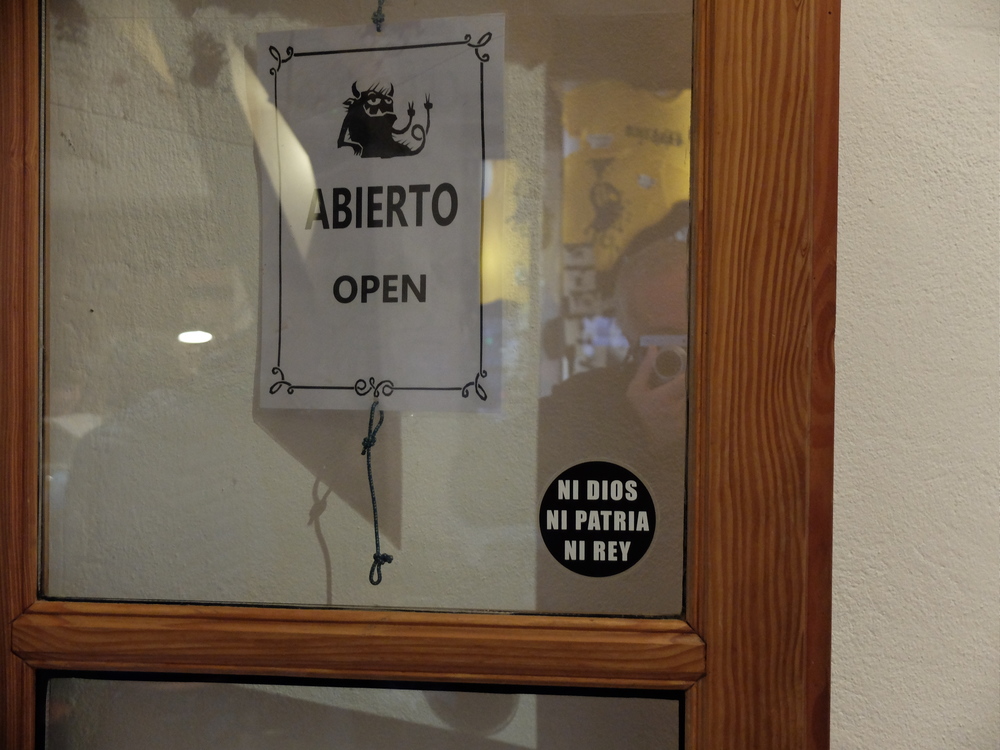 ABIERTO
OPEN
NI DIOS
NI PATRIA
NI REY